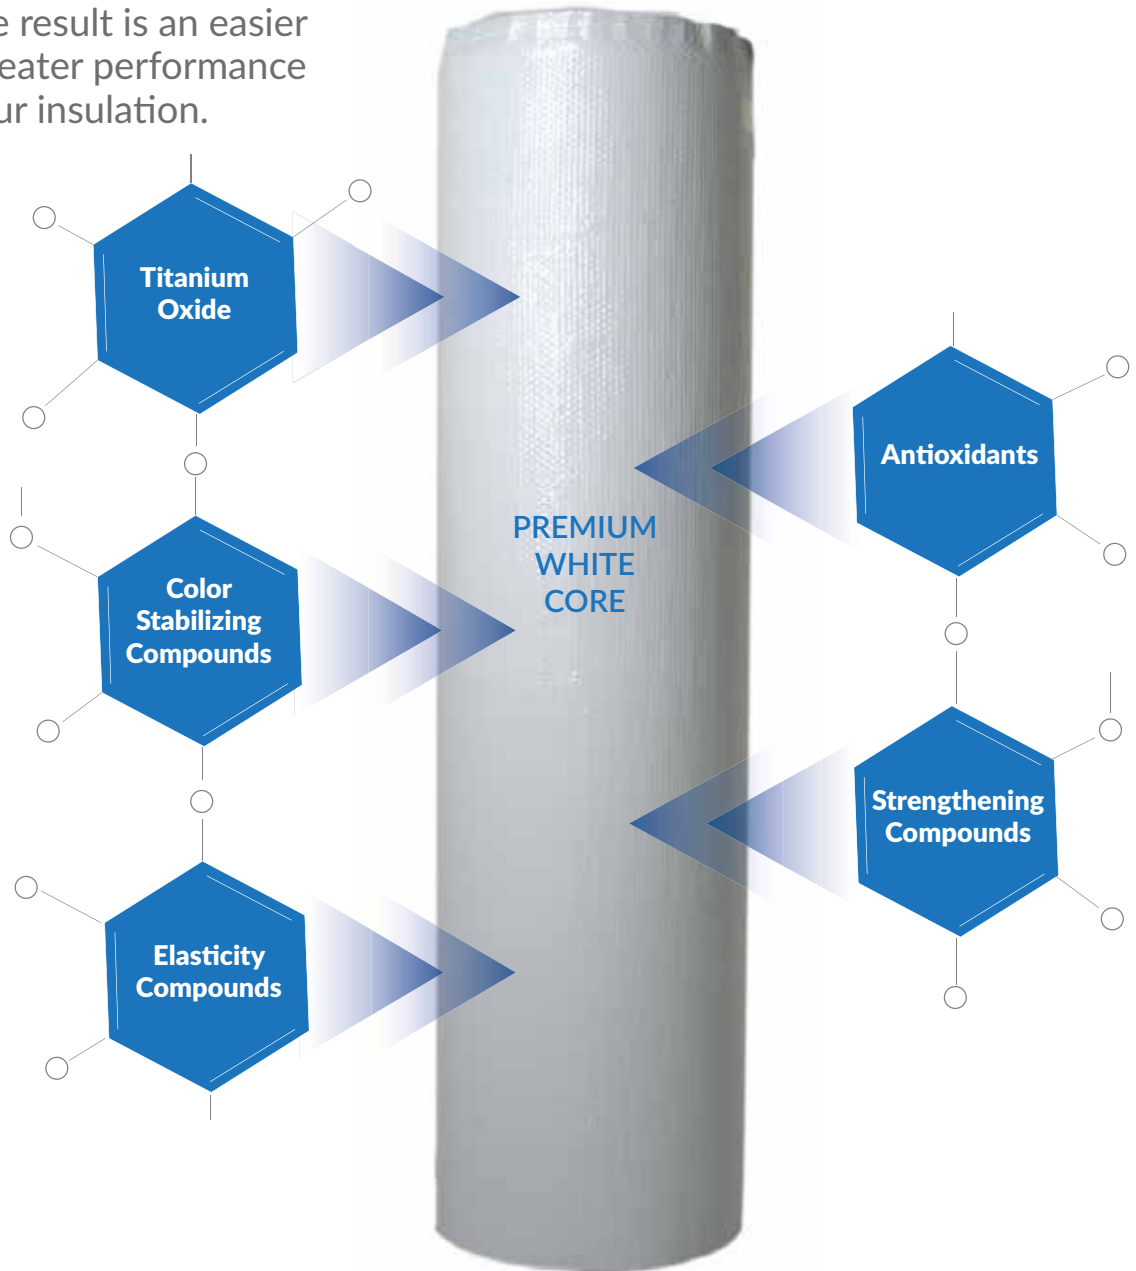 e result is an easier
eater performance
ur insulation.
Titanium
Oxide
Antioxidants
PREMIUM
WHITE
CORE
Color
Stabilizing
Compounds
Strengthening
Compounds
Elasticity
Compounds